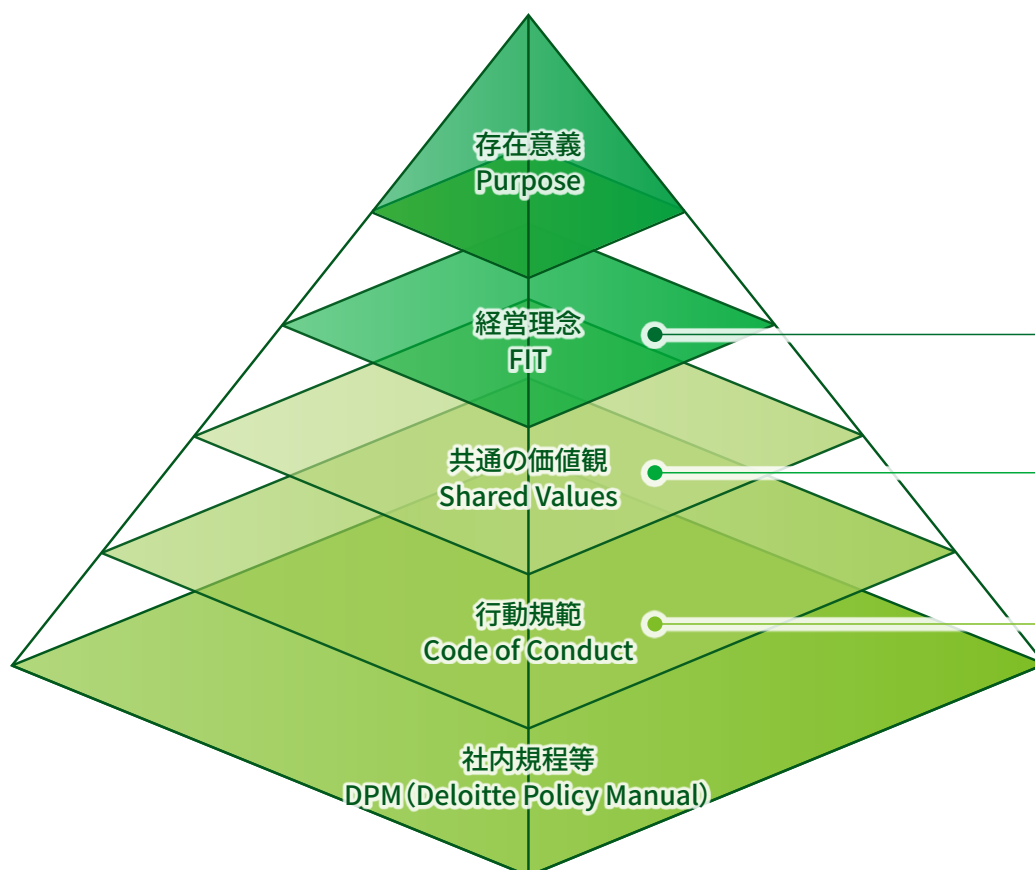 存在意義
Purpose
経営理念
FIT
共通の価値観
Shared Values
行動規範
Code of Conduct
社内規程等
DPM（Deloitte Policy Manual）